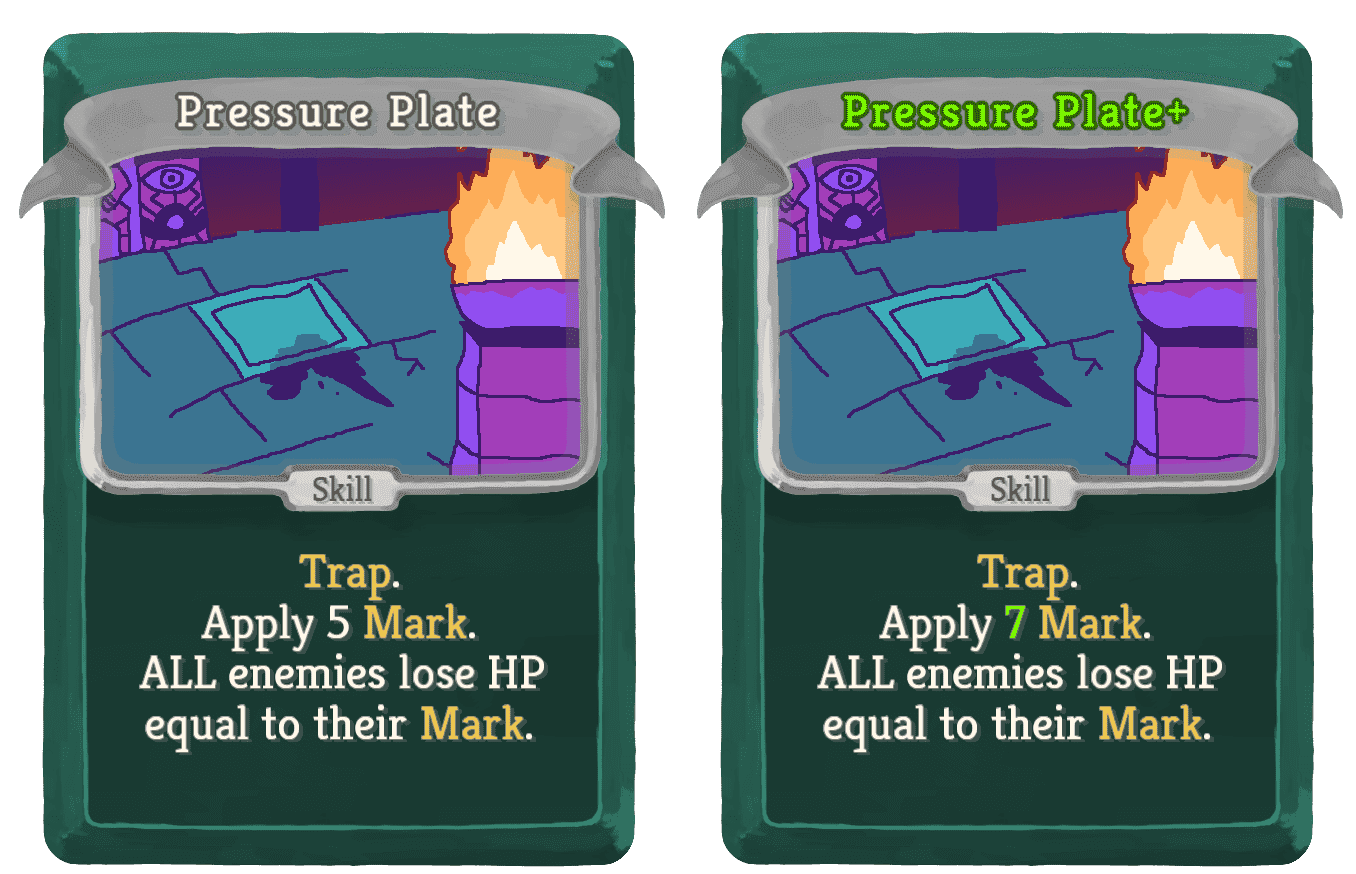 Pressure Plate
Skill
Trap.
Apply 5 Mark.
ALL enemies lose HP
equal to their Mark.
Pressure Plate+
Skill
Trap.
Apply 7 Mark.
ALL enemies lose HP
equal to their Mark.